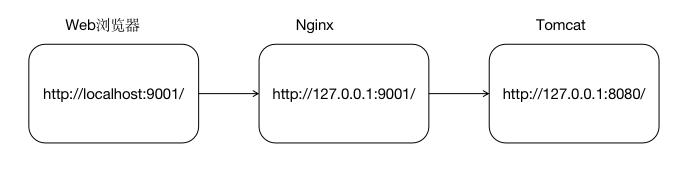 Web浏览器
Nginx
Tomcat
http://localhost:9001/
http://127.0.0.1:9001/
http://127.0.0.1:8080/